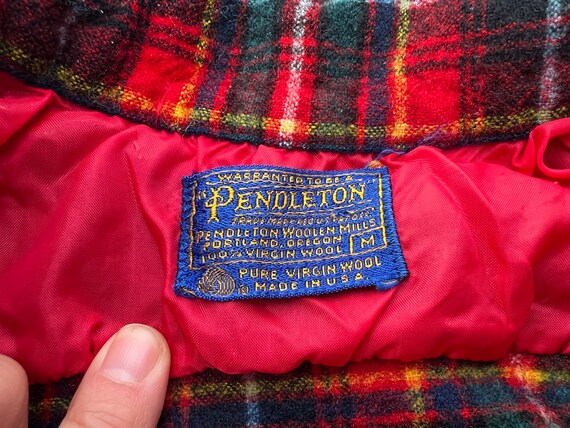 WARRANTED TO BE A
"PENDLETON"
TRADE MARK REG U.S. PAT. OFF.
PENDLETON WOOLEN MILLS
PORTLAND, OREGON
100% VIRGIN WOOL
M
PURE VIRGIN WOOL
MADE IN U.S.A.